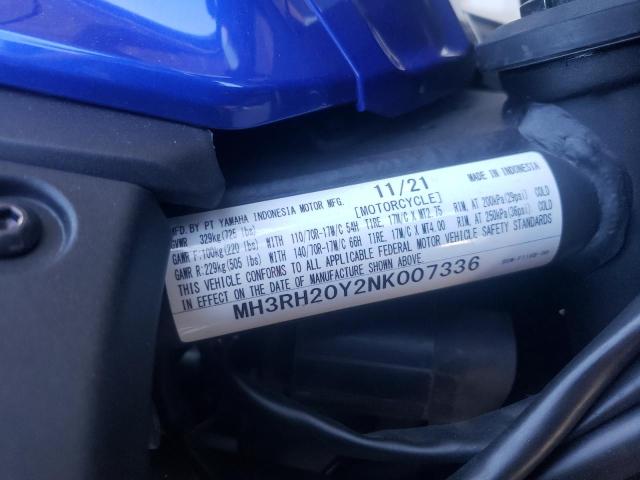 MFD.BY PT YAMAHA INDONESIA MOTOR MFG. 11/21 MADE IN INDONESIA
GVWR 329kg(725 lbs) [MOTORCYCLE]
GAWR F:100kg(220 lbs) WITH 110/70R-17M/C 54H TIRE, 17M/C X MT2.75 RIM, AT 200kPa(29psi) COLD
GAWR R:229kg(505 lbs) WITH 140/70R-17M/C 66H TIRE, 17M/C X MT4.00 RIM, AT 250kPa(36psi) COLD
THIS VEHICLE CONFORMS TO ALL APPLICABLE FEDERAL MOTOR VEHICLE SAFETY STANDARDS
IN EFFECT ON THE DATE OF MANUFACTURE SHOWN ABOVE.
MH3RH20Y2NK007336